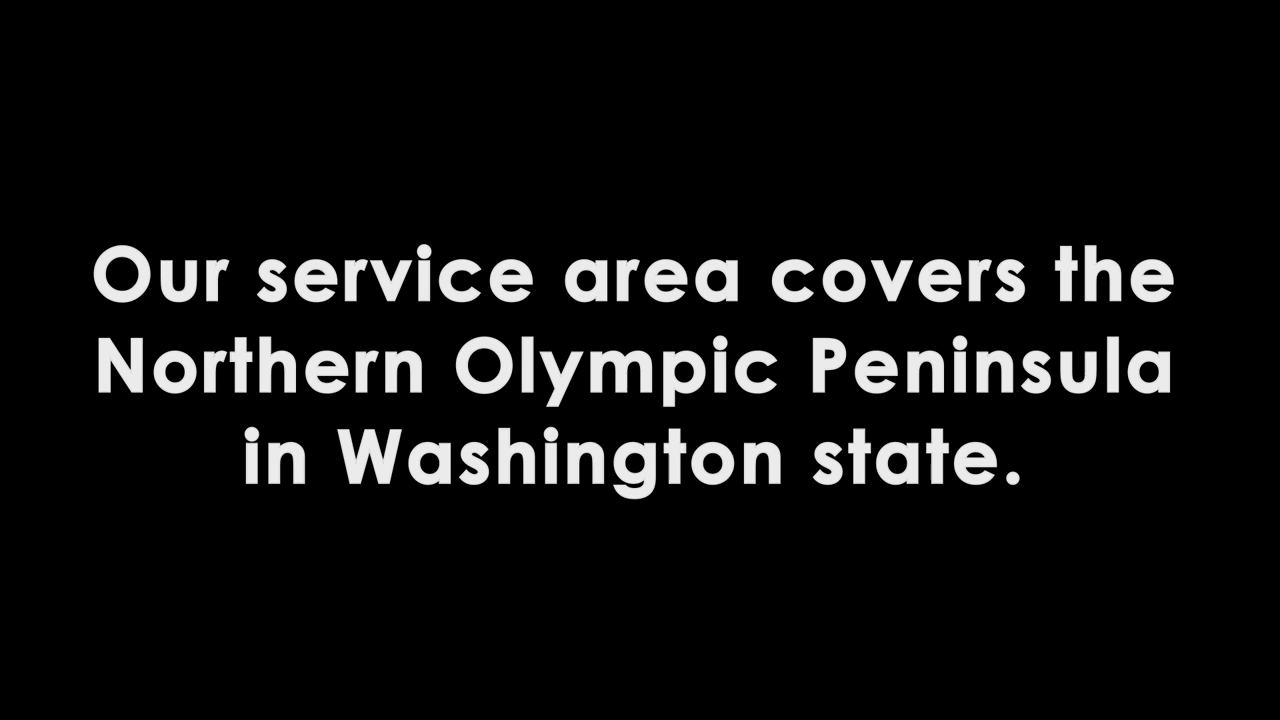 Our service area covers the
Northern Olympic Peninsula
in Washington state.